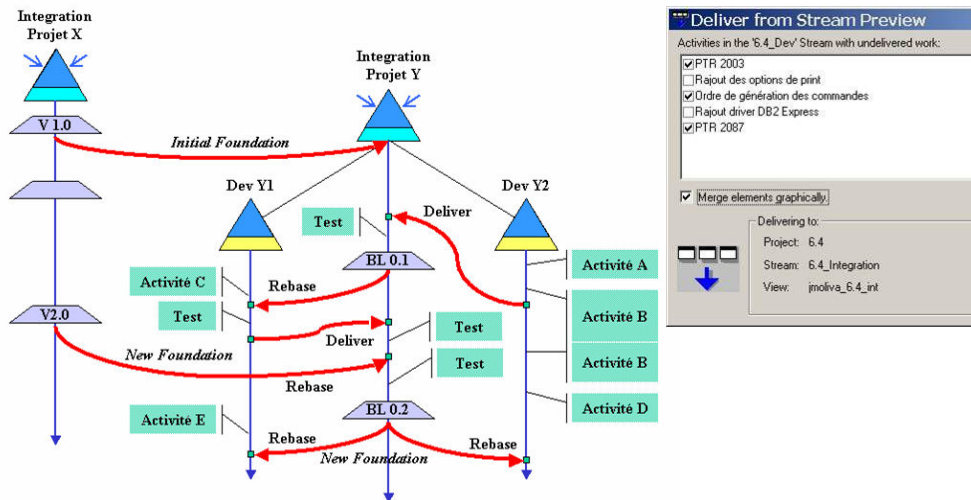 Integration
Projet X
V 1.0
V2.0
Initial Foundation
New Foundation
Integration
Projet Y
Dev Y1
Dev Y2
Test
Deliver
BL 0.1
Activité A
Activité C
Rebase
Test
Activité B
Deliver
Test
Rebase
Test
Activité B
Activité E
BL 0.2
Activité D
Rebase
Rebase
New Foundation
Deliver from Stream Preview
Activities in the '6.4_Dev' Stream with undelivered work:
PTR 2003
Rajout des options de print
Ordre de génération des commandes
Rajout driver DB2 Express
PTR 2087
Merge elements graphically.
Delivering to:
Project: 6.4
Stream: 6.4_Integration
View: jmoliva_6.4_int